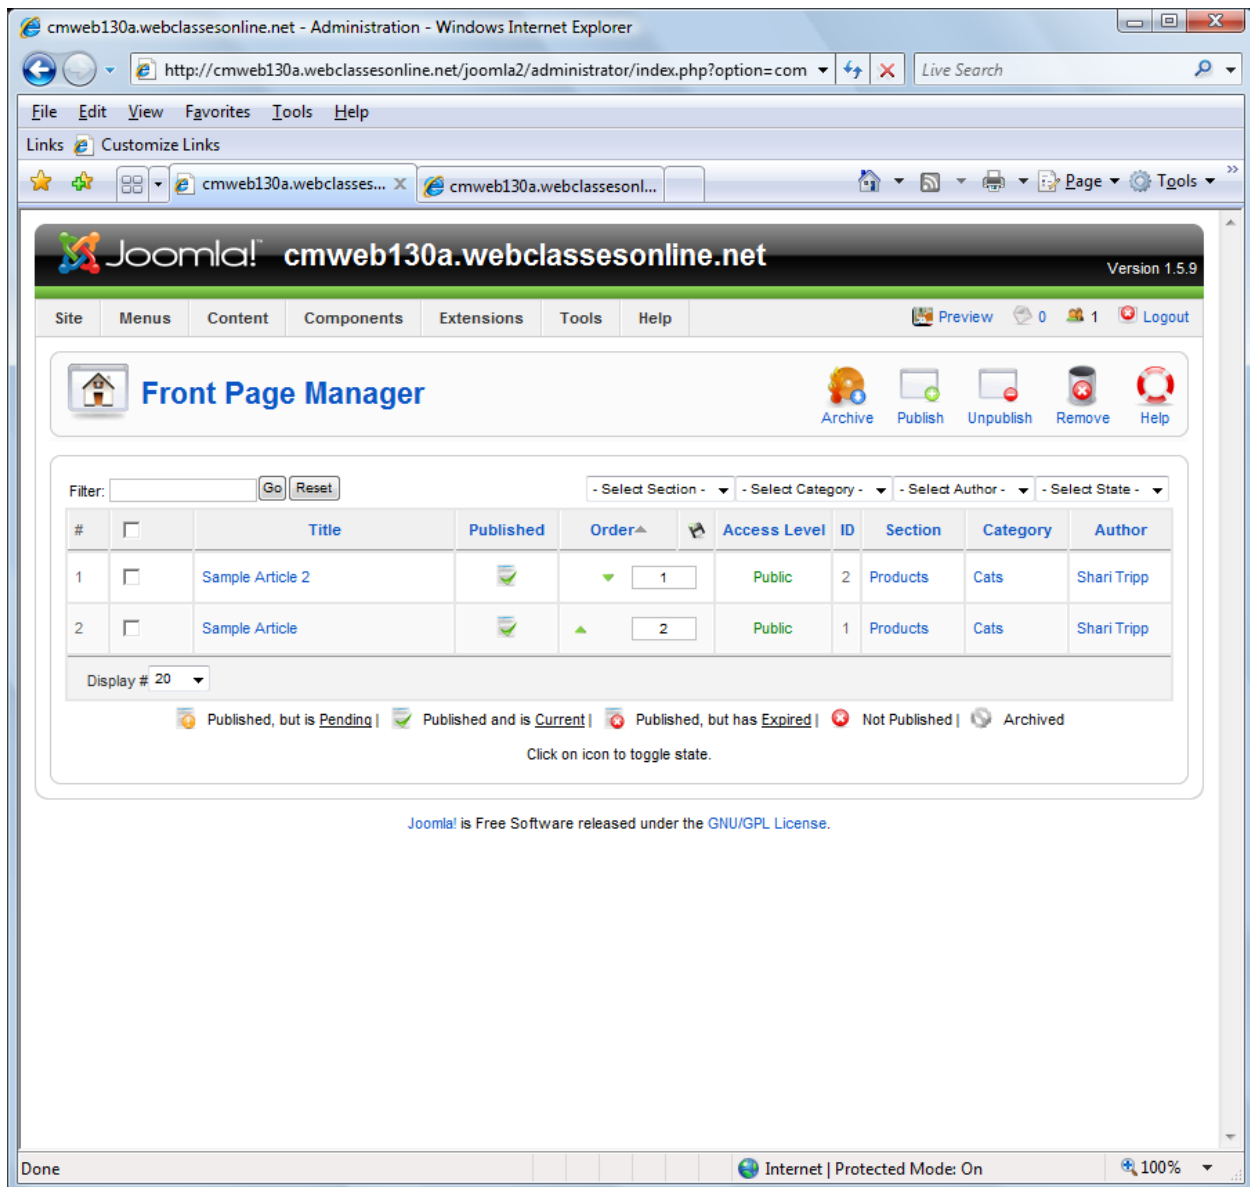 cmweb130a.webclassesonline.net - Administration - Windows Internet Explorer
http://cmweb130a.webclassesonline.net/joomla2/administrator/index.php?option=com Live Search
File Edit View Favorites Tools Help
Links Customize Links
cmweb130a.webclasses... cmweb130a.webclassesonl... Page Tools
Joomla! cmweb130a.webclassesonline.net
Version 1.5.9
Site Menus Content Components Extensions Tools Help Preview 0 1 Logout
Front Page Manager
Archive Publish Unpublish Remove Help
Filter: Go Reset - Select Section - - Select Category - - Select Author - - Select State -
# Title Published Order Access Level ID Section Category Author
1 Sample Article 2 1 Public 2 Products Cats Shari Tripp
2 Sample Article 2 Public 1 Products Cats Shari Tripp
Display # 20
Published, but is Pending | Published and is Current | Published, but has Expired | Not Published | Archived
Click on icon to toggle state.
Joomla! is Free Software released under the GNU/GPL License.
Done Internet | Protected Mode: On 100%